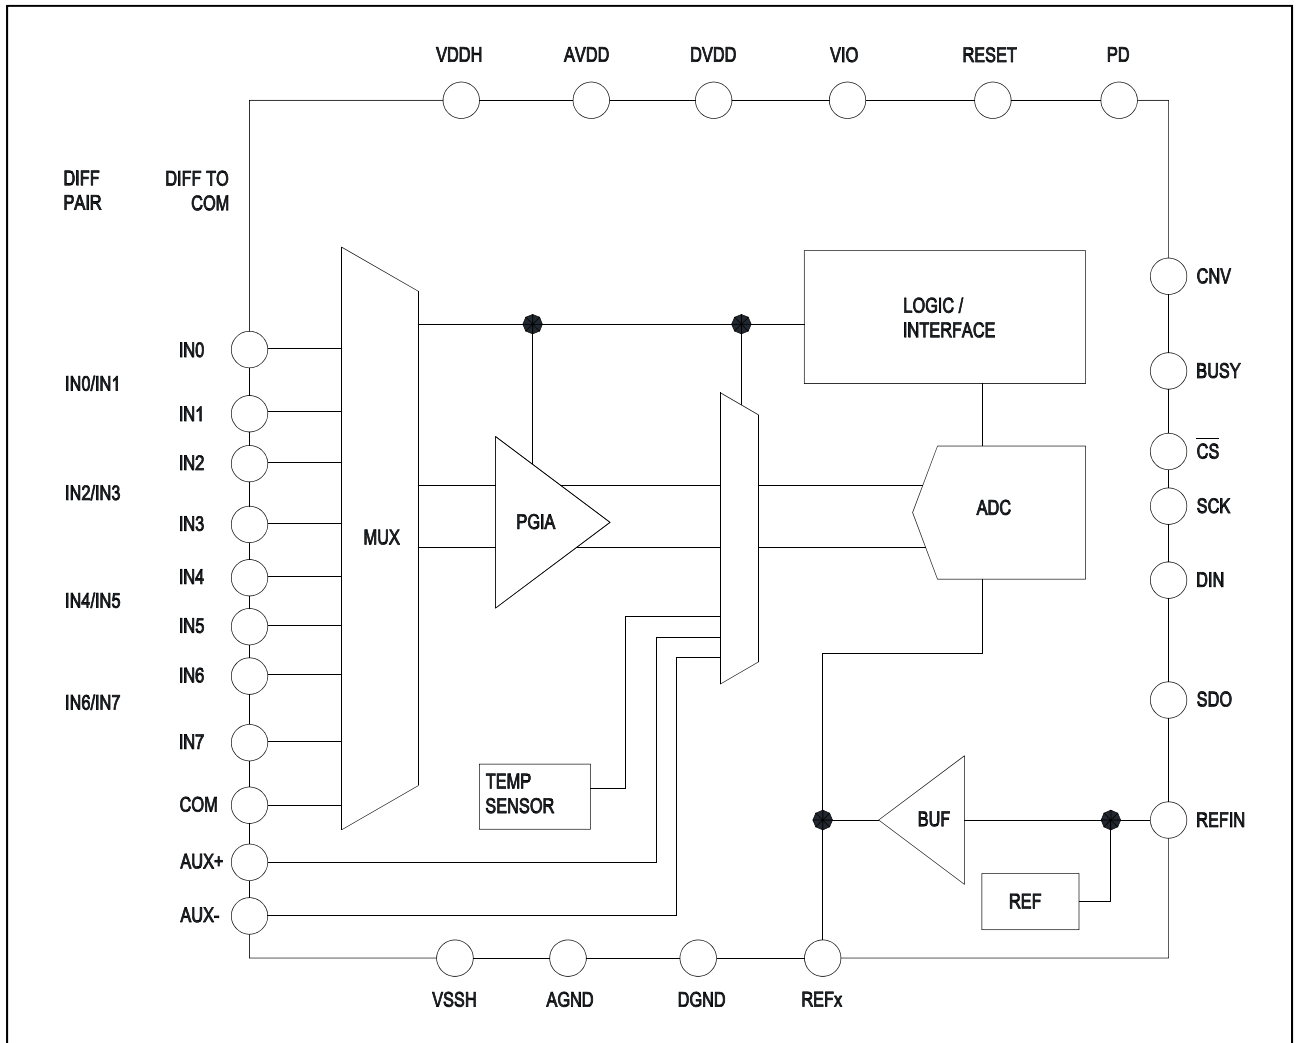 VDDH AVDD DVDD VIO RESET PD
DIFF
PAIR
DIFF TO
COM
CNV
LOGIC /
INTERFACE
IN0
BUSY
IN0/IN1
IN1
C̅S̅
IN2
IN2/IN3
SCK
ADC
PGIA
IN3
MUX
IN4
DIN
IN4/IN5
IN5
IN6
IN6/IN7
SDO
IN7
TEMP
SENSOR
COM
BUF
REFIN
AUX+
REF
AUX-
VSSH AGND DGND REFx